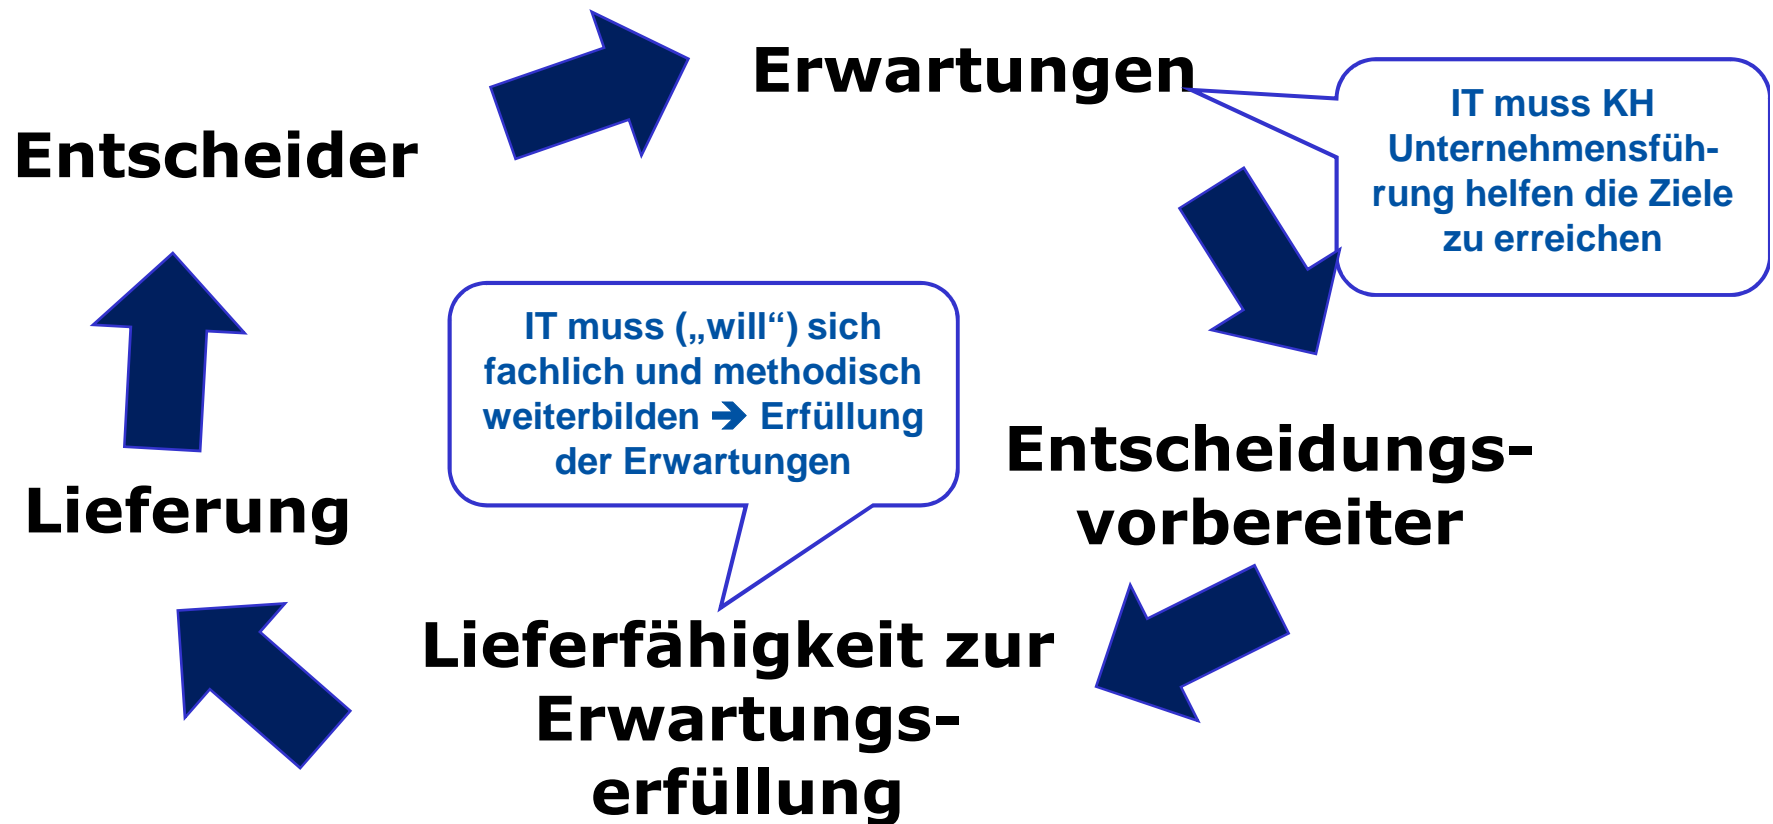 Erwartungen
IT muss KH
Unternehmensfüh-
rung helfen die Ziele
zu erreichen
Entscheider
IT muss („will“) sich
fachlich und methodisch
weiterbilden ➔ Erfüllung
der Erwartungen
Entscheidungs-
vorbereiter
Lieferung
Lieferfähigkeit zur
Erwartungs-
erfüllung